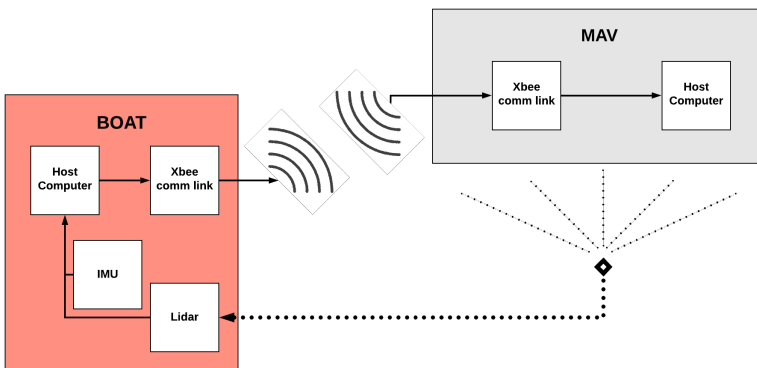 MAV
Xbee
comm link
Host
Computer
BOAT
Host
Computer
Xbee
comm link
IMU
Lidar